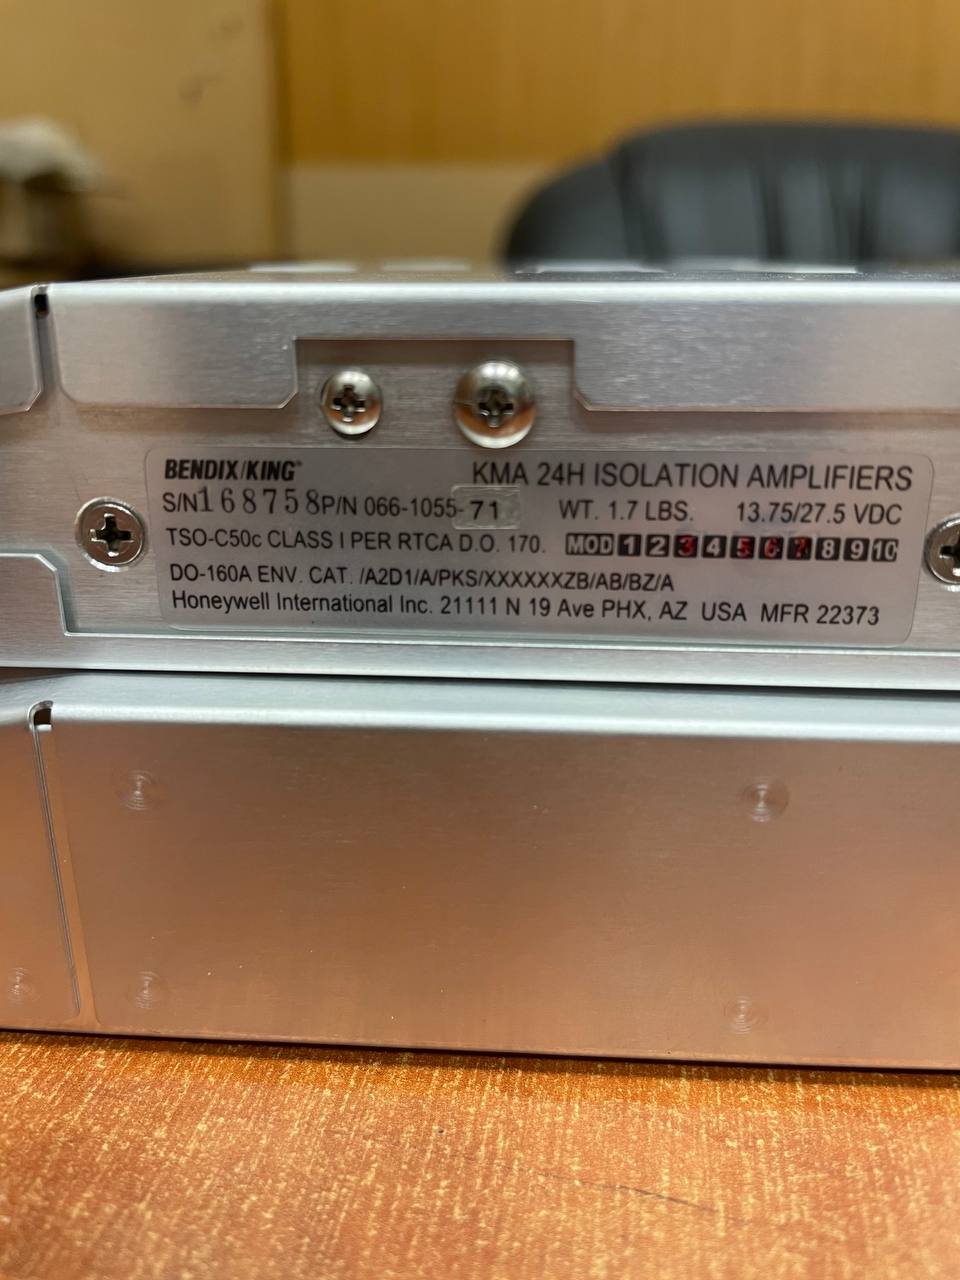 BENDIX/KING® KMA 24H ISOLATION AMPLIFIERS
S/N 168758 P/N 066-1055-71 WT. 1.7 LBS. 13.75/27.5 VDC
TSO-C50c CLASS I PER RTCA D.O. 170. MOD 1 2 3 4 5 6 7 8 9 10
DO-160A ENV. CAT. /A2D1/A/PKS/XXXXXXZB/AB/BZ/A
Honeywell International Inc. 21111 N 19 Ave PHX, AZ USA MFR 22373